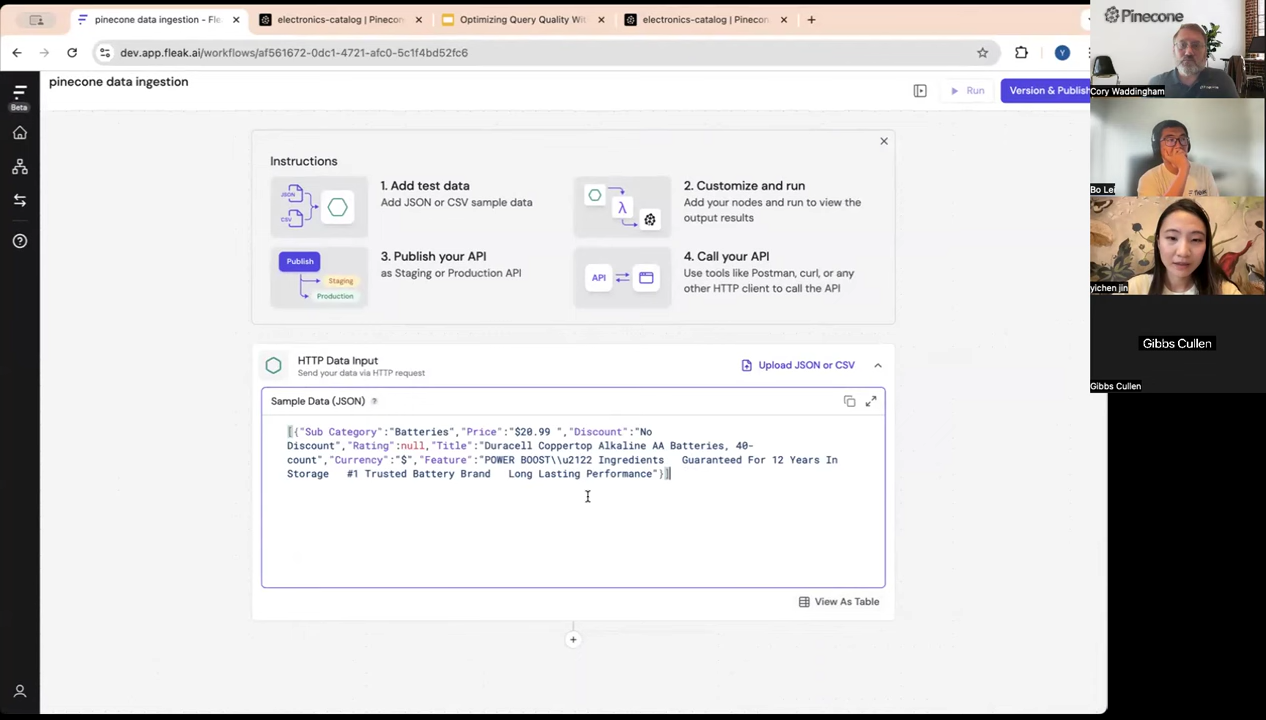 pinecone data ingestion - Fle
electronics-catalog | Pinecon
Optimizing Query Quality Wit
electronics-catalog | Pinecon
dev.app.fleak.ai/workflows/af561672-0dc1-4721-afc0-5c1f4bd52fc6
Y
Beta
pinecone data ingestion
Run
Version & Publish
Instructions
JSON
CSV
1. Add test data
Add JSON or CSV sample data
λ
2. Customize and run
Add your nodes and run to view the
output results
Publish
Staging
Production
3. Publish your API
as Staging or Production API
API
4. Call your API
Use tools like Postman, curl, or any
other HTTP client to call the API
HTTP Data Input
Send your data via HTTP request
Upload JSON or CSV
Sample Data (JSON) ?
[{"Sub Category":"Batteries","Price":"$20.99 ","Discount":"No
Discount","Rating":null,"Title":"Duracell Coppertop Alkaline AA Batteries, 40-
count","Currency":"$","Feature":"POWER BOOST\\u2122 Ingredients   Guaranteed For 12 Years In
Storage   #1 Trusted Battery Brand   Long Lasting Performance"}]
View As Table
Pinecone
Cory Waddingham
Bo Lei
yichen jin
Gibbs Cullen
Gibbs Cullen